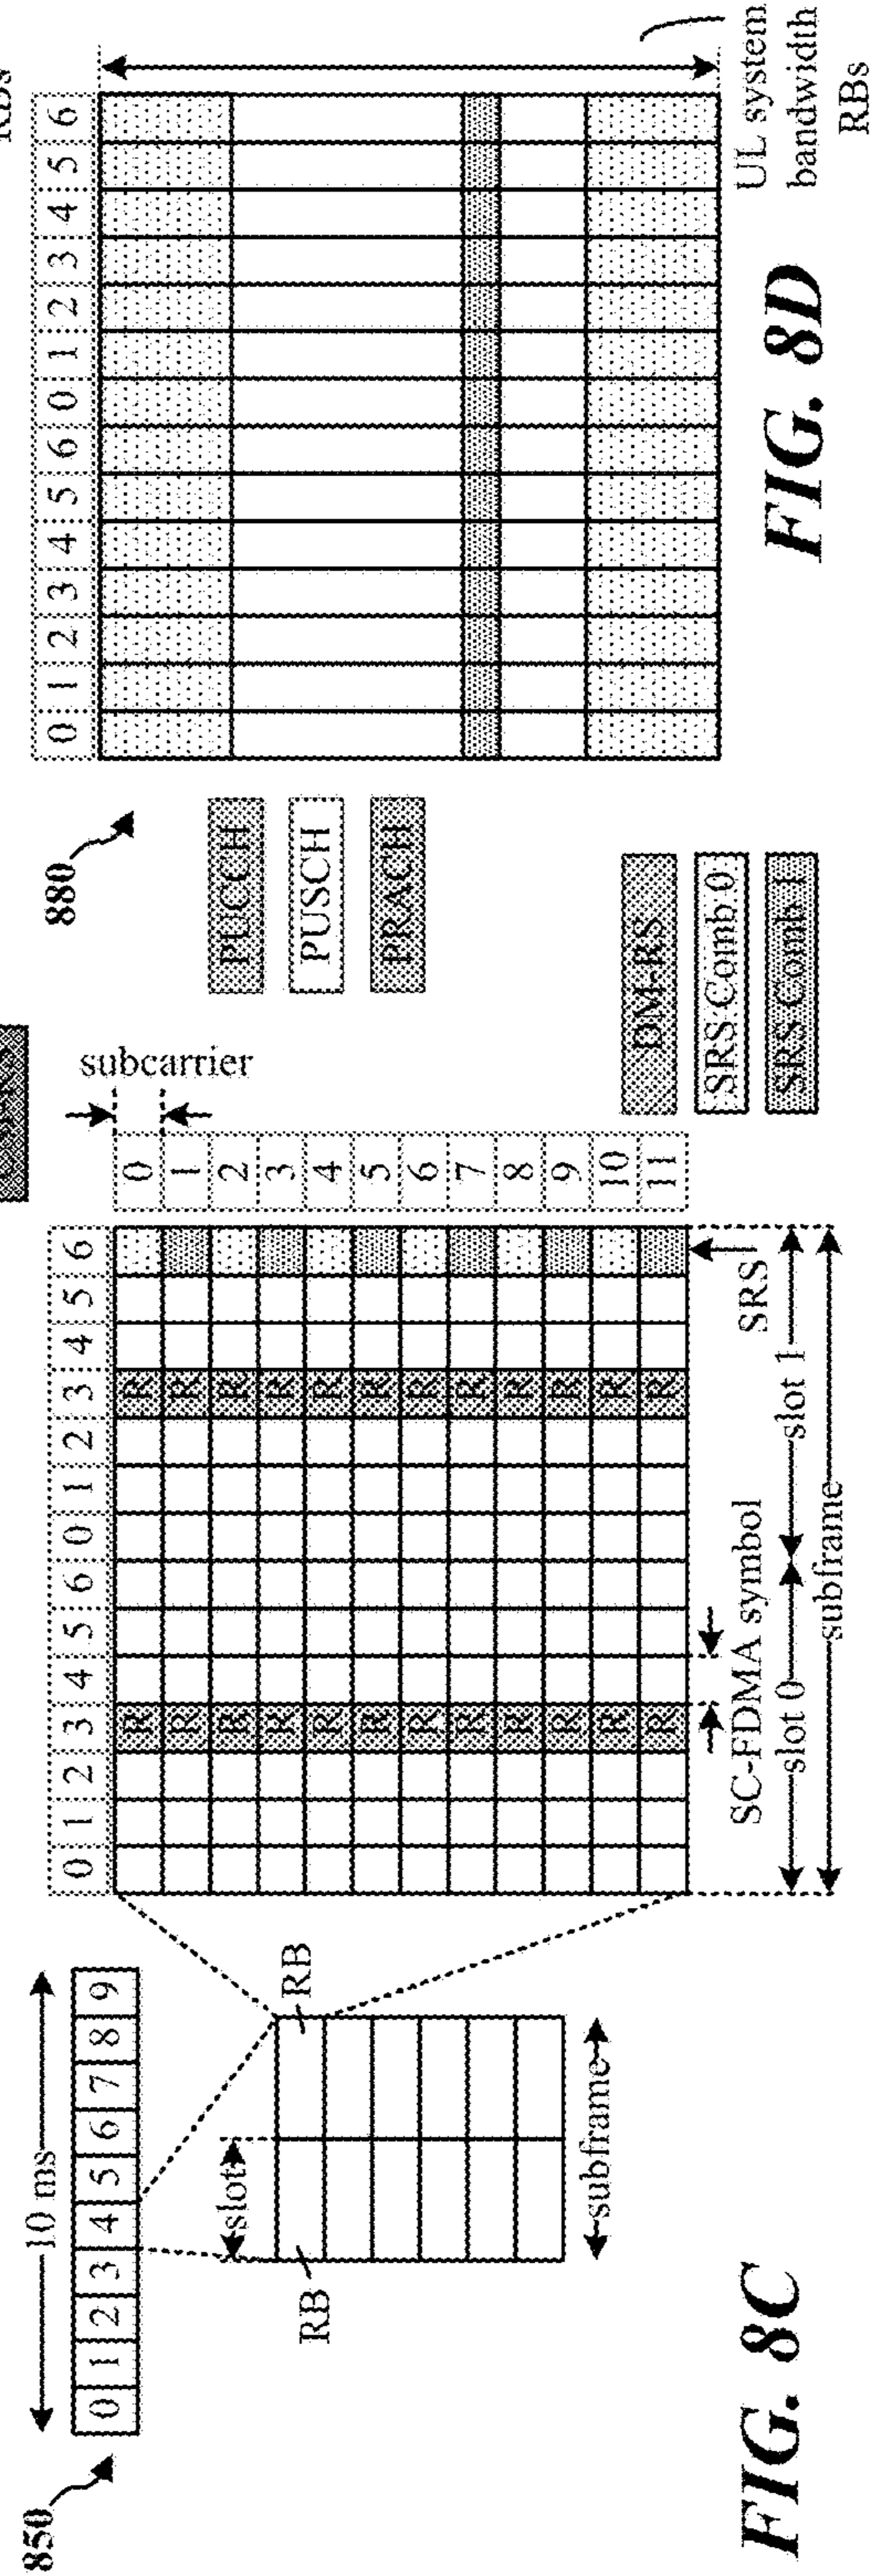 850
10 ms
0 1 2 3 4 5 6 7 8 9
slot
RB
RB
subframe
FIG. 8C
0 1 2 3 4 5 6 0 1 2 3 4 5 6
subcarrier
0
1
2
3
4
5
6
7
8
9
10
11
R R
R R
R R
R R
R R
R R
R R
R R
R R
R R
R R
R R
SC-FDMA symbol
SRS
slot 0
slot 1
subframe
DM-RS
SRS Comb 0
SRS Comb 1
880
PUCCH
PUSCH
PRACH
0 1 2 3 4 5 6 0 1 2 3 4 5 6
UL system
bandwidth
RBs
FIG. 8D